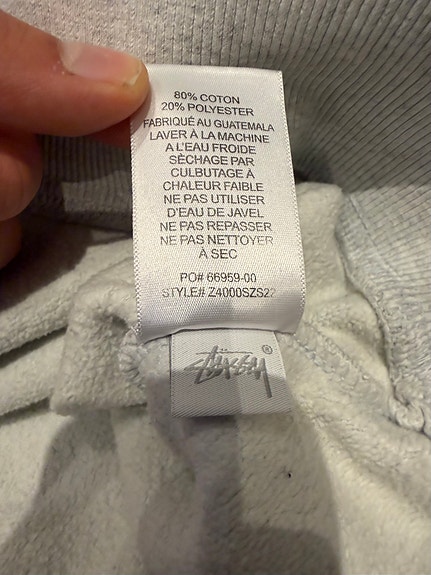 80% COTON
20% POLYESTER
FABRIQUÉ AU GUATEMALA
LAVER À LA MACHINE
A L'EAU FROIDE
SÈCHAGE PAR
CULBUTAGE À
CHALEUR FAIBLE
NE PAS UTILISER
D'EAU DE JAVEL
NE PAS REPASSER
NE PAS NETTOYER
À SEC
PO# 66959-00
STYLE# Z4000SZS22
STÜSSY ®